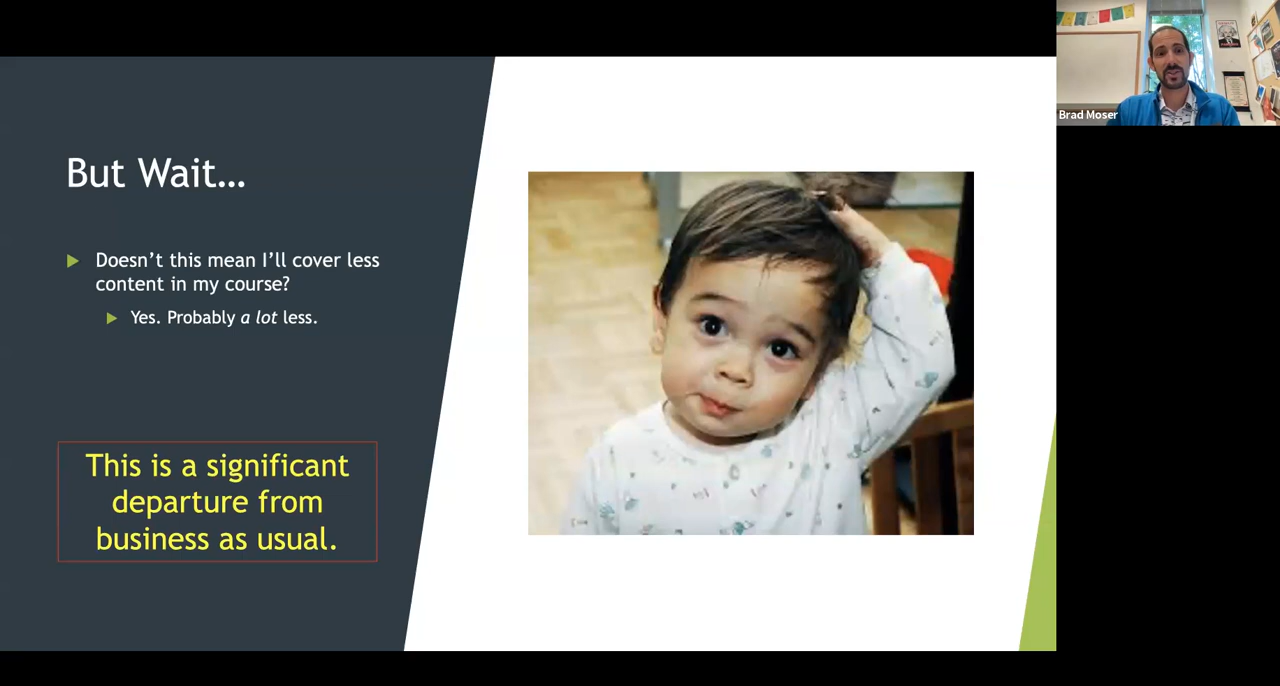 But Wait...
Doesn't this mean I'll cover less
content in my course?
Yes. Probably a lot less.
This is a significant
departure from
business as usual.
Brad Moser